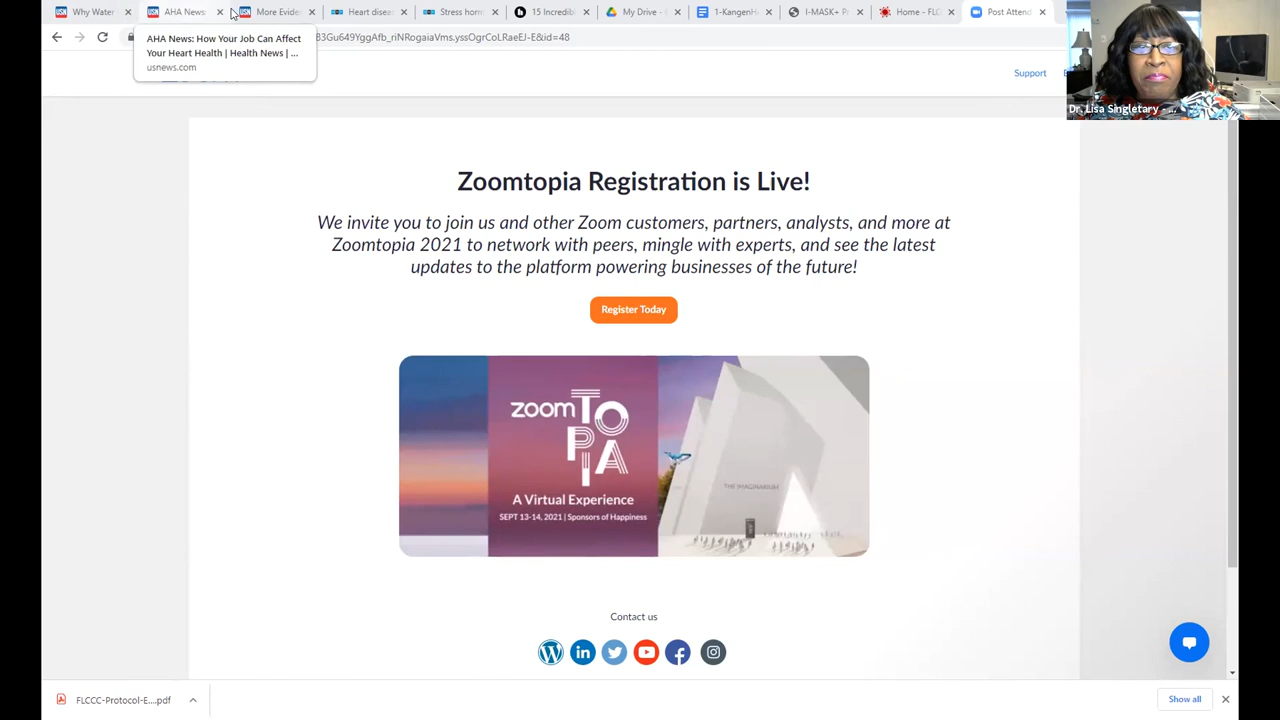 Why Water
AHA News:
More Evide
Heart disea
Stress horm
15 Incredib
My Drive - G
1-KangenH
I-MASK+ P
Home - FLC
Post Attend
AHA News: How Your Job Can Affect
Your Heart Health | Health News | ...
usnews.com
Support
Dr. Lisa Singletary - ...
Zoomtopia Registration is Live!
We invite you to join us and other Zoom customers, partners, analysts, and more at
Zoomtopia 2021 to network with peers, mingle with experts, and see the latest
updates to the platform powering businesses of the future!
Register Today
zoomTOPIA
A Virtual Experience
SEPT 13-14, 2021 | Sponsors of Happiness
THE IMAGINARIUM
Contact us
FLCCC-Protocol-E....pdf
Show all